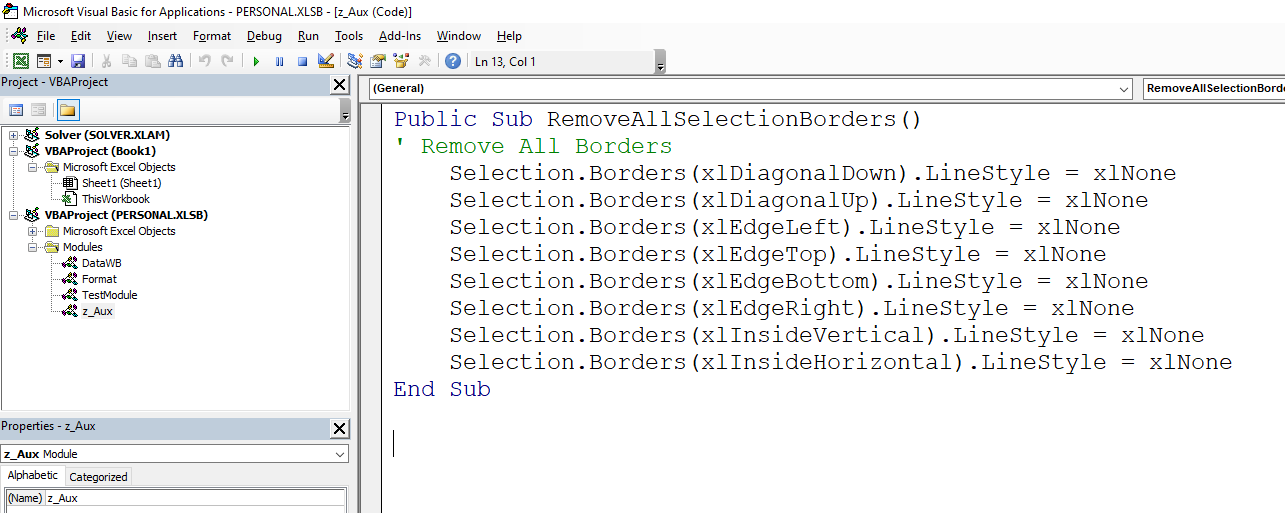 Microsoft Visual Basic for Applications - PERSONAL.XLSB - [z_Aux (Code)]
File Edit View Insert Format Debug Run Tools Add-Ins Window Help
Ln 13, Col 1
Project - VBAProject
Solver (SOLVER.XLAM)
VBAProject (Book1)
Microsoft Excel Objects
Sheet1 (Sheet1)
ThisWorkbook
VBAProject (PERSONAL.XLSB)
Microsoft Excel Objects
Modules
DataWB
Format
TestModule
z_Aux
Properties - z_Aux
z_Aux Module
Alphabetic Categorized
(Name) z_Aux
(General) RemoveAllSelectionBorde
Public Sub RemoveAllSelectionBorders()
' Remove All Borders
Selection.Borders(xlDiagonalDown).LineStyle = xlNone
Selection.Borders(xlDiagonalUp).LineStyle = xlNone
Selection.Borders(xlEdgeLeft).LineStyle = xlNone
Selection.Borders(xlEdgeTop).LineStyle = xlNone
Selection.Borders(xlEdgeBottom).LineStyle = xlNone
Selection.Borders(xlEdgeRight).LineStyle = xlNone
Selection.Borders(xlInsideVertical).LineStyle = xlNone
Selection.Borders(xlInsideHorizontal).LineStyle = xlNone
End Sub